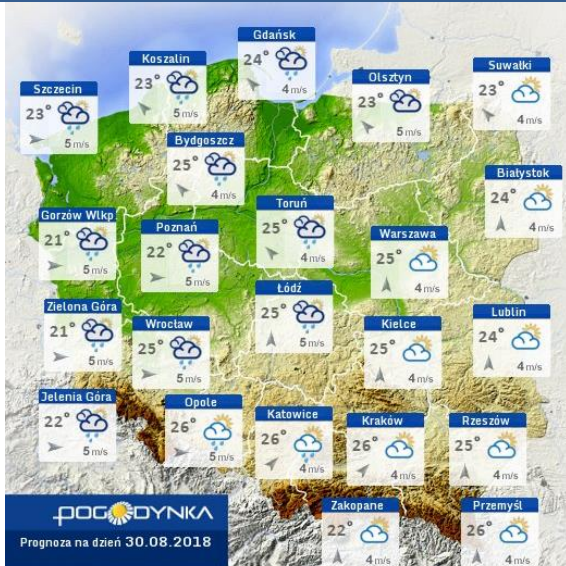 Gdańsk
24°
4 m/s
Koszalin
23°
5 m/s
Suwałki
23°
4 m/s
Olsztyn
23°
5 m/s
Szczecin
23°
5 m/s
Bydgoszcz
25°
4 m/s
Białystok
24°
4 m/s
Toruń
25°
4 m/s
Gorzów Wlkp
21°
5 m/s
Poznań
22°
5 m/s
Warszawa
25°
4 m/s
Łódź
25°
5 m/s
Zielona Góra
21°
5 m/s
Wrocław
25°
5 m/s
Kielce
25°
4 m/s
Lublin
24°
4 m/s
Jelenia Góra
22°
5 m/s
Opole
26°
5 m/s
Katowice
26°
4 m/s
Kraków
26°
4 m/s
Rzeszów
25°
4 m/s
Zakopane
22°
4 m/s
Przemyśl
26°
4 m/s
POGODYNKA
Prognoza na dzień 30.08.2018